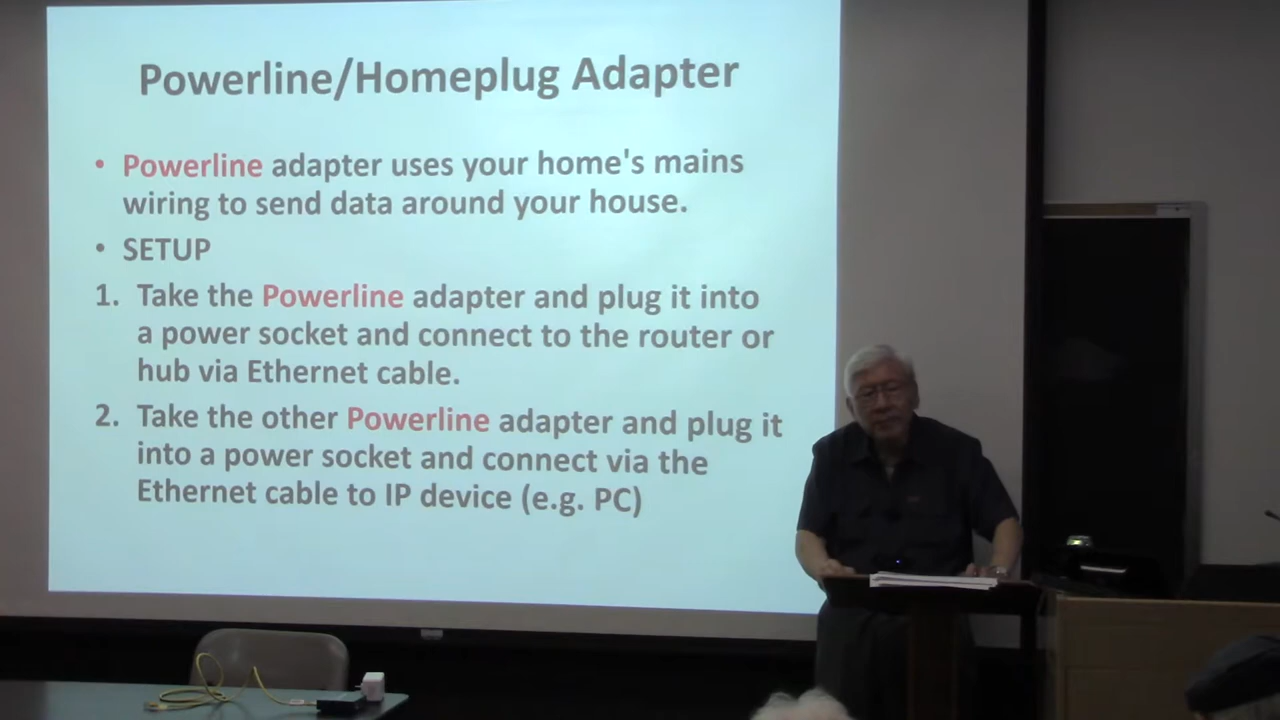 Powerline/Homeplug Adapter
• Powerline adapter uses your home's mains
wiring to send data around your house.
• SETUP
1. Take the Powerline adapter and plug it into
a power socket and connect to the router or
hub via Ethernet cable.
2. Take the other Powerline adapter and plug it
into a power socket and connect via the
Ethernet cable to IP device (e.g. PC)